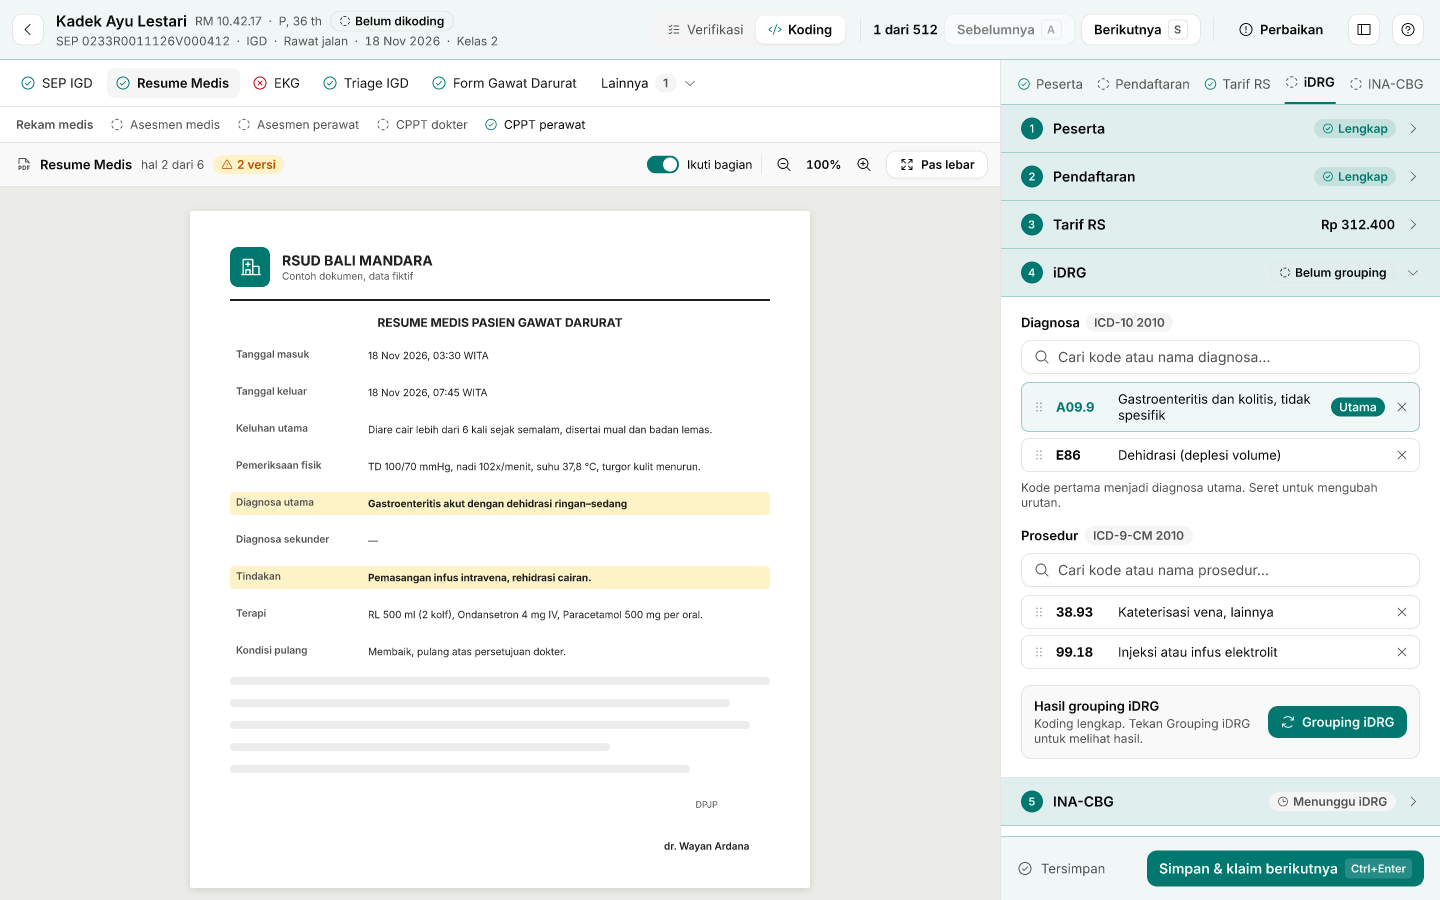 Kadek Ayu Lestari RM 10.42.17 · P, 36 th Belum dikoding
SEP 0233R0011126V000412 · IGD · Rawat jalan · 18 Nov 2026 · Kelas 2
Verifikasi Koding 1 dari 512 Sebelumnya A Berikutnya S Perbaikan
SEP IGD Resume Medis EKG Triage IGD Form Gawat Darurat Lainnya 1
Rekam medis Asesmen medis Asesmen perawat CPPT dokter CPPT perawat
PDF Resume Medis hal 2 dari 6 2 versi Ikuti bagian 100% Pas lebar
RSUD BALI MANDARA
Contoh dokumen, data fiktif
RESUME MEDIS PASIEN GAWAT DARURAT
Tanggal masuk 18 Nov 2026, 03:30 WITA
Tanggal keluar 18 Nov 2026, 07:45 WITA
Keluhan utama Diare cair lebih dari 6 kali sejak semalam, disertai mual dan badan lemas.
Pemeriksaan fisik TD 100/70 mmHg, nadi 102x/menit, suhu 37,8 °C, turgor kulit menurun.
Diagnosa utama Gastroenteritis akut dengan dehidrasi ringan–sedang
Diagnosa sekunder —
Tindakan Pemasangan infus intravena, rehidrasi cairan.
Terapi RL 500 ml (2 kolf), Ondansetron 4 mg IV, Paracetamol 500 mg per oral.
Kondisi pulang Membaik, pulang atas persetujuan dokter.
DPJP
dr. Wayan Ardana
Peserta Pendaftaran Tarif RS iDRG INA-CBG
1 Peserta Lengkap
2 Pendaftaran Lengkap
3 Tarif RS Rp 312.400
4 iDRG Belum grouping
Diagnosa ICD-10 2010
Cari kode atau nama diagnosa...
A09.9 Gastroenteritis dan kolitis, tidak spesifik Utama
E86 Dehidrasi (deplesi volume)
Kode pertama menjadi diagnosa utama. Seret untuk mengubah
urutan.
Prosedur ICD-9-CM 2010
Cari kode atau nama prosedur...
38.93 Kateterisasi vena, lainnya
99.18 Injeksi atau infus elektrolit
Hasil grouping iDRG
Koding lengkap. Tekan Grouping iDRG
untuk melihat hasil.
Grouping iDRG
5 INA-CBG Menunggu iDRG
Tersimpan Simpan & klaim berikutnya Ctrl+Enter